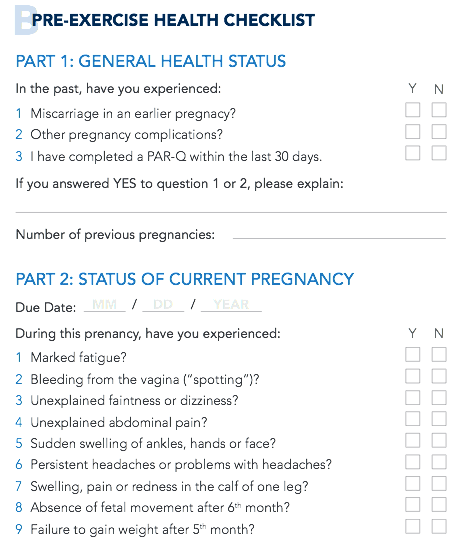 B PRE-EXERCISE HEALTH CHECKLIST
PART 1: GENERAL HEALTH STATUS
In the past, have you experienced: Y N
1 Miscarriage in an earlier pregnacy?
2 Other pregnancy complications?
3 I have completed a PAR-Q within the last 30 days.
If you answered YES to question 1 or 2, please explain:
Number of previous pregnancies:
PART 2: STATUS OF CURRENT PREGNANCY
Due Date: MM / DD / YEAR
During this prenancy, have you experienced: Y N
1 Marked fatigue?
2 Bleeding from the vagina (“spotting”)?
3 Unexplained faintness or dizziness?
4 Unexplained abdominal pain?
5 Sudden swelling of ankles, hands or face?
6 Persistent headaches or problems with headaches?
7 Swelling, pain or redness in the calf of one leg?
8 Absence of fetal movement after 6th month?
9 Failure to gain weight after 5th month?